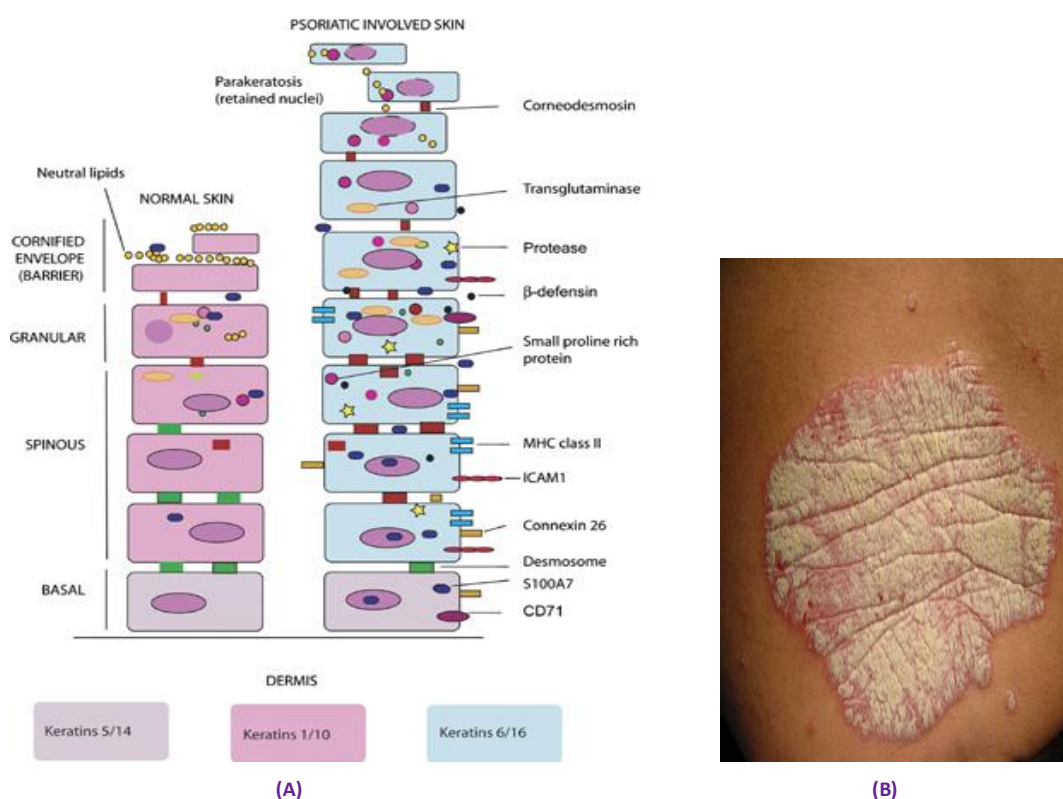 PSORIATIC INVOLVED SKIN
Parakeratosis
(retained nuclei)
Corneodesmosin
Neutral lipids
Transglutaminase
NORMAL SKIN
CORNIFIED
ENVELOPE
(BARRIER)
Protease
β-defensin
GRANULAR
Small proline rich
protein
SPINOUS
MHC class II
ICAM1
Connexin 26
Desmosome
BASAL
S100A7
CD71
DERMIS
Keratins 5/14
Keratins 1/10
Keratins 6/16
(A)
(B)